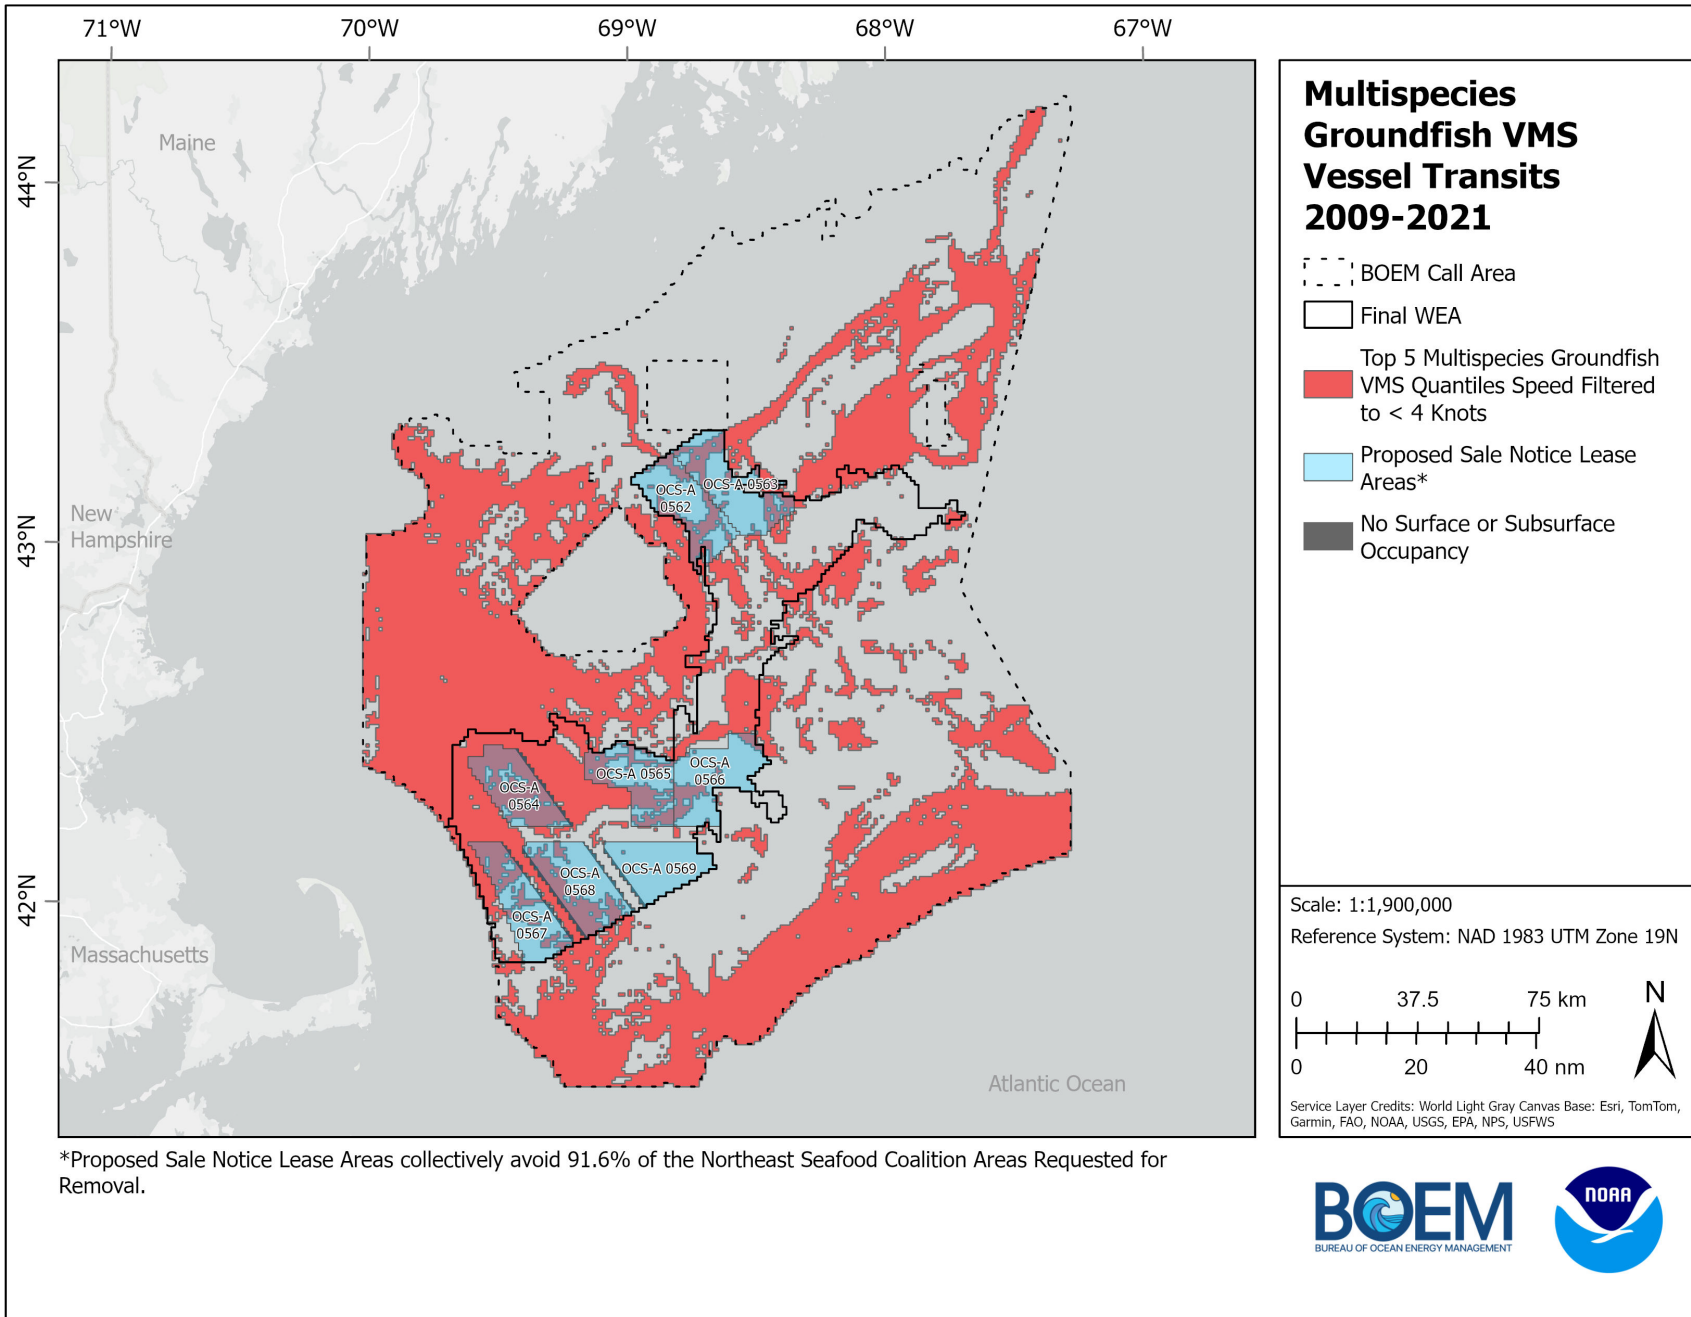 71°W 70°W 69°W 68°W 67°W
44°N
43°N
42°N
Maine
New
Hampshire
Massachusetts
Atlantic Ocean
OCS-A
0562
OCS-A 0563
OCS-A
0564
OCS-A 0565
OCS-A
0566
OCS-A
0567
OCS-A
0568
OCS-A 0569
Multispecies
Groundfish VMS
Vessel Transits
2009-2021
BOEM Call Area
Final WEA
Top 5 Multispecies Groundfish
VMS Quantiles Speed Filtered
to < 4 Knots
Proposed Sale Notice Lease
Areas*
No Surface or Subsurface
Occupancy
Scale: 1:1,900,000
Reference System: NAD 1983 UTM Zone 19N
0 37.5 75 km
0 20 40 nm
N
Service Layer Credits: World Light Gray Canvas Base: Esri, TomTom,
Garmin, FAO, NOAA, USGS, EPA, NPS, USFWS
*Proposed Sale Notice Lease Areas collectively avoid 91.6% of the Northeast Seafood Coalition Areas Requested for
Removal.
BOEM
BUREAU OF OCEAN ENERGY MANAGEMENT
NOAA